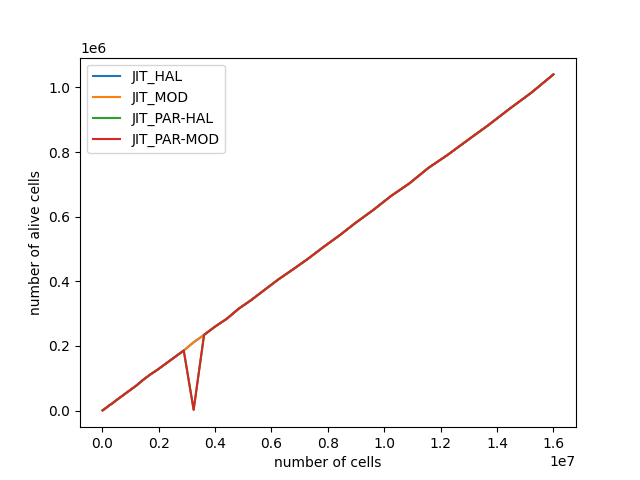 1e6
JIT_HAL
JIT_MOD
JIT_PAR-HAL
JIT_PAR-MOD
1.0
0.8
0.6
0.4
0.2
0.0
number of alive cells
0.0 0.2 0.4 0.6 0.8 1.0 1.2 1.4 1.6
1e7
number of cells